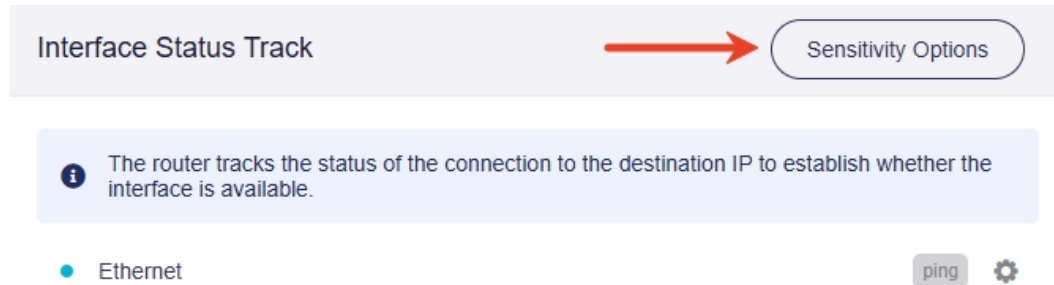 Interface Status Track
Sensitivity Options
The router tracks the status of the connection to the destination IP to establish whether the
interface is available.
Ethernet
ping